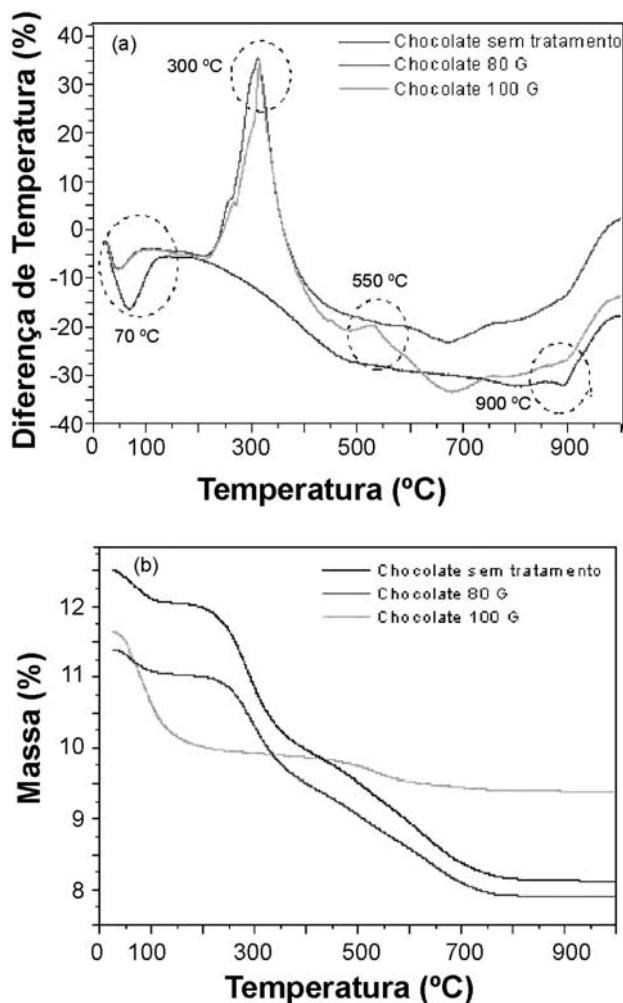 (a)
Chocolate sem tratamento
Chocolate 80 G
Chocolate 100 G
300 ºC
70 ºC
550 ºC
900 ºC
40
30
20
10
0
-10
-20
-30
-40
Diferença de Temperatura (%)
0 100 300 500 700 900
Temperatura (ºC)
(b)
Chocolate sem tratamento
Chocolate 80 G
Chocolate 100 G
12
11
10
9
8
Massa (%)
0 100 300 500 700 900
Temperatura (ºC)